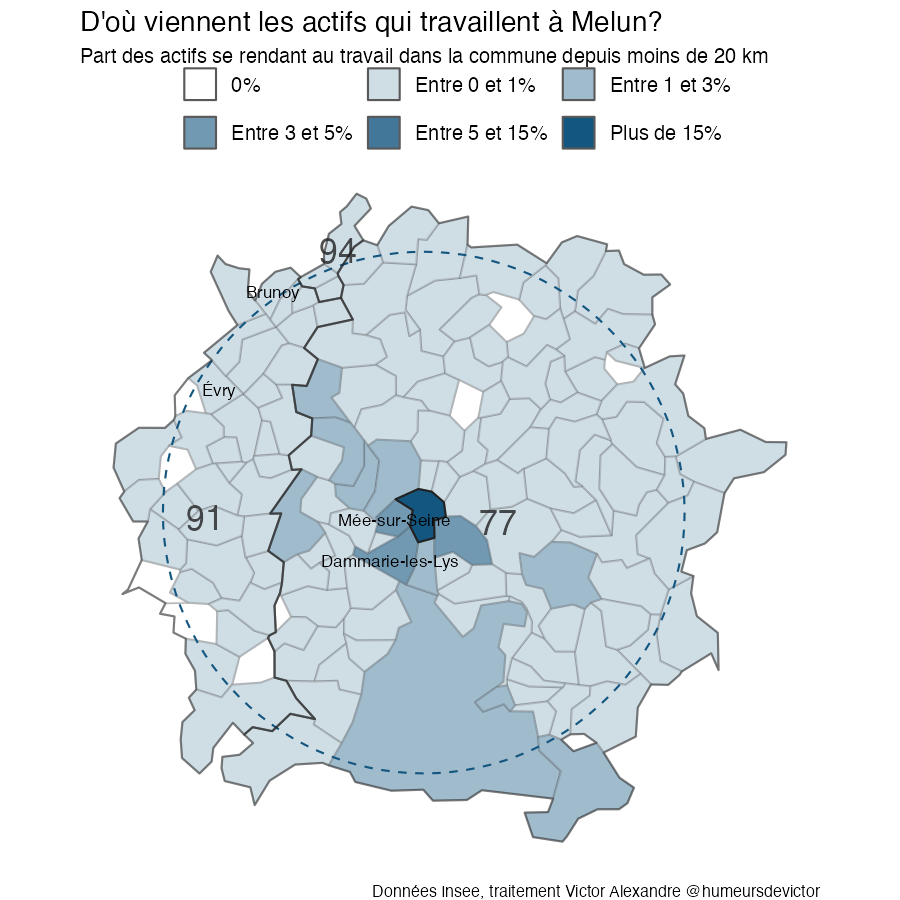 D'où viennent les actifs qui travaillent à Melun?
Part des actifs se rendant au travail dans la commune depuis moins de 20 km
0% Entre 0 et 1% Entre 1 et 3%
Entre 3 et 5% Entre 5 et 15% Plus de 15%
94
Brunoy
Évry
91
Mée-sur-Seine
77
Dammarie-les-Lys
Données Insee, traitement Victor Alexandre @humeursdevictor